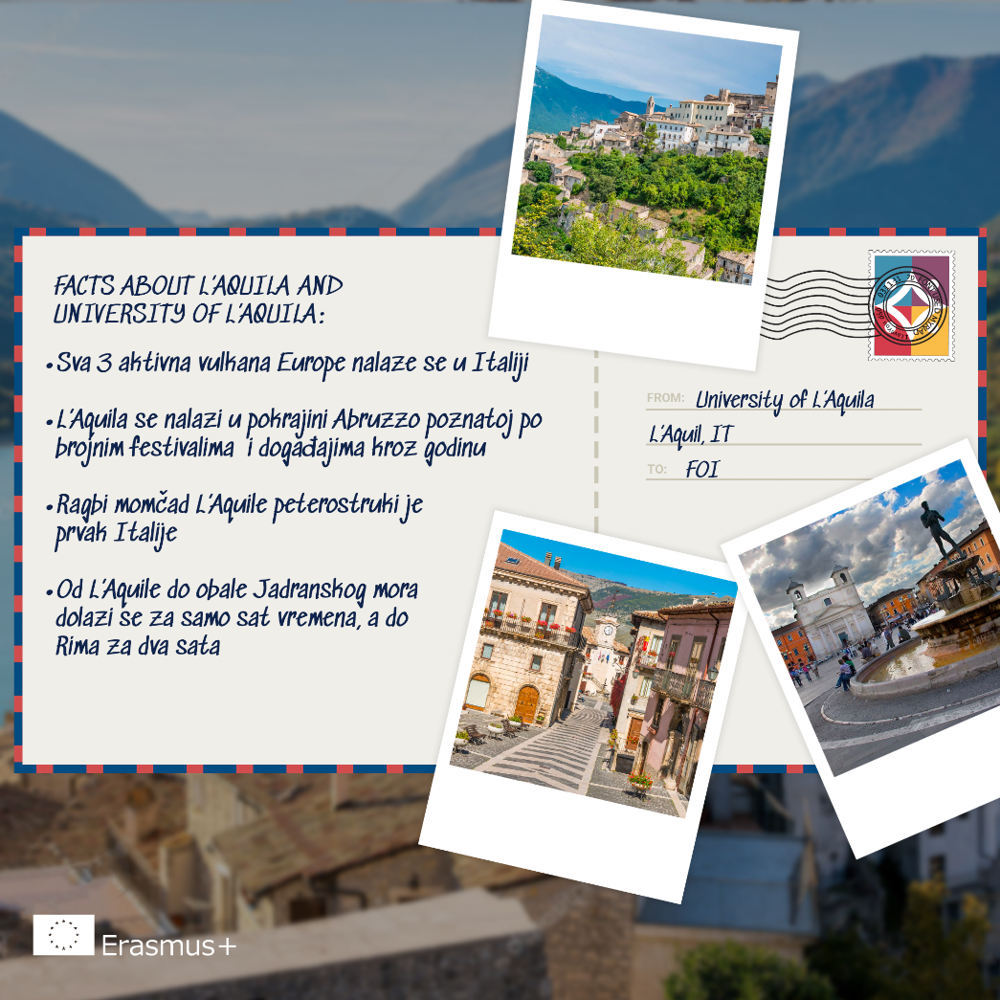 FACTS ABOUT L'AQUILA AND
UNIVERSITY OF L'AQUILA:
• Sva 3 aktivna vulkana Europe nalaze se u Italiji
• L'Aquila se nalazi u pokrajini Abruzzo poznatoj po
brojnim festivalima i događajima kroz godinu
• Ragbi momčad L'Aquile peterostruki je
prvak Italije
• Od L'Aquile do obale Jadranskog mora
dolazi se za samo sat vremena, a do
Rima za dva sata
FROM: University of L'Aquila
L'Aquil, IT
TO: FOI
Erasmus+